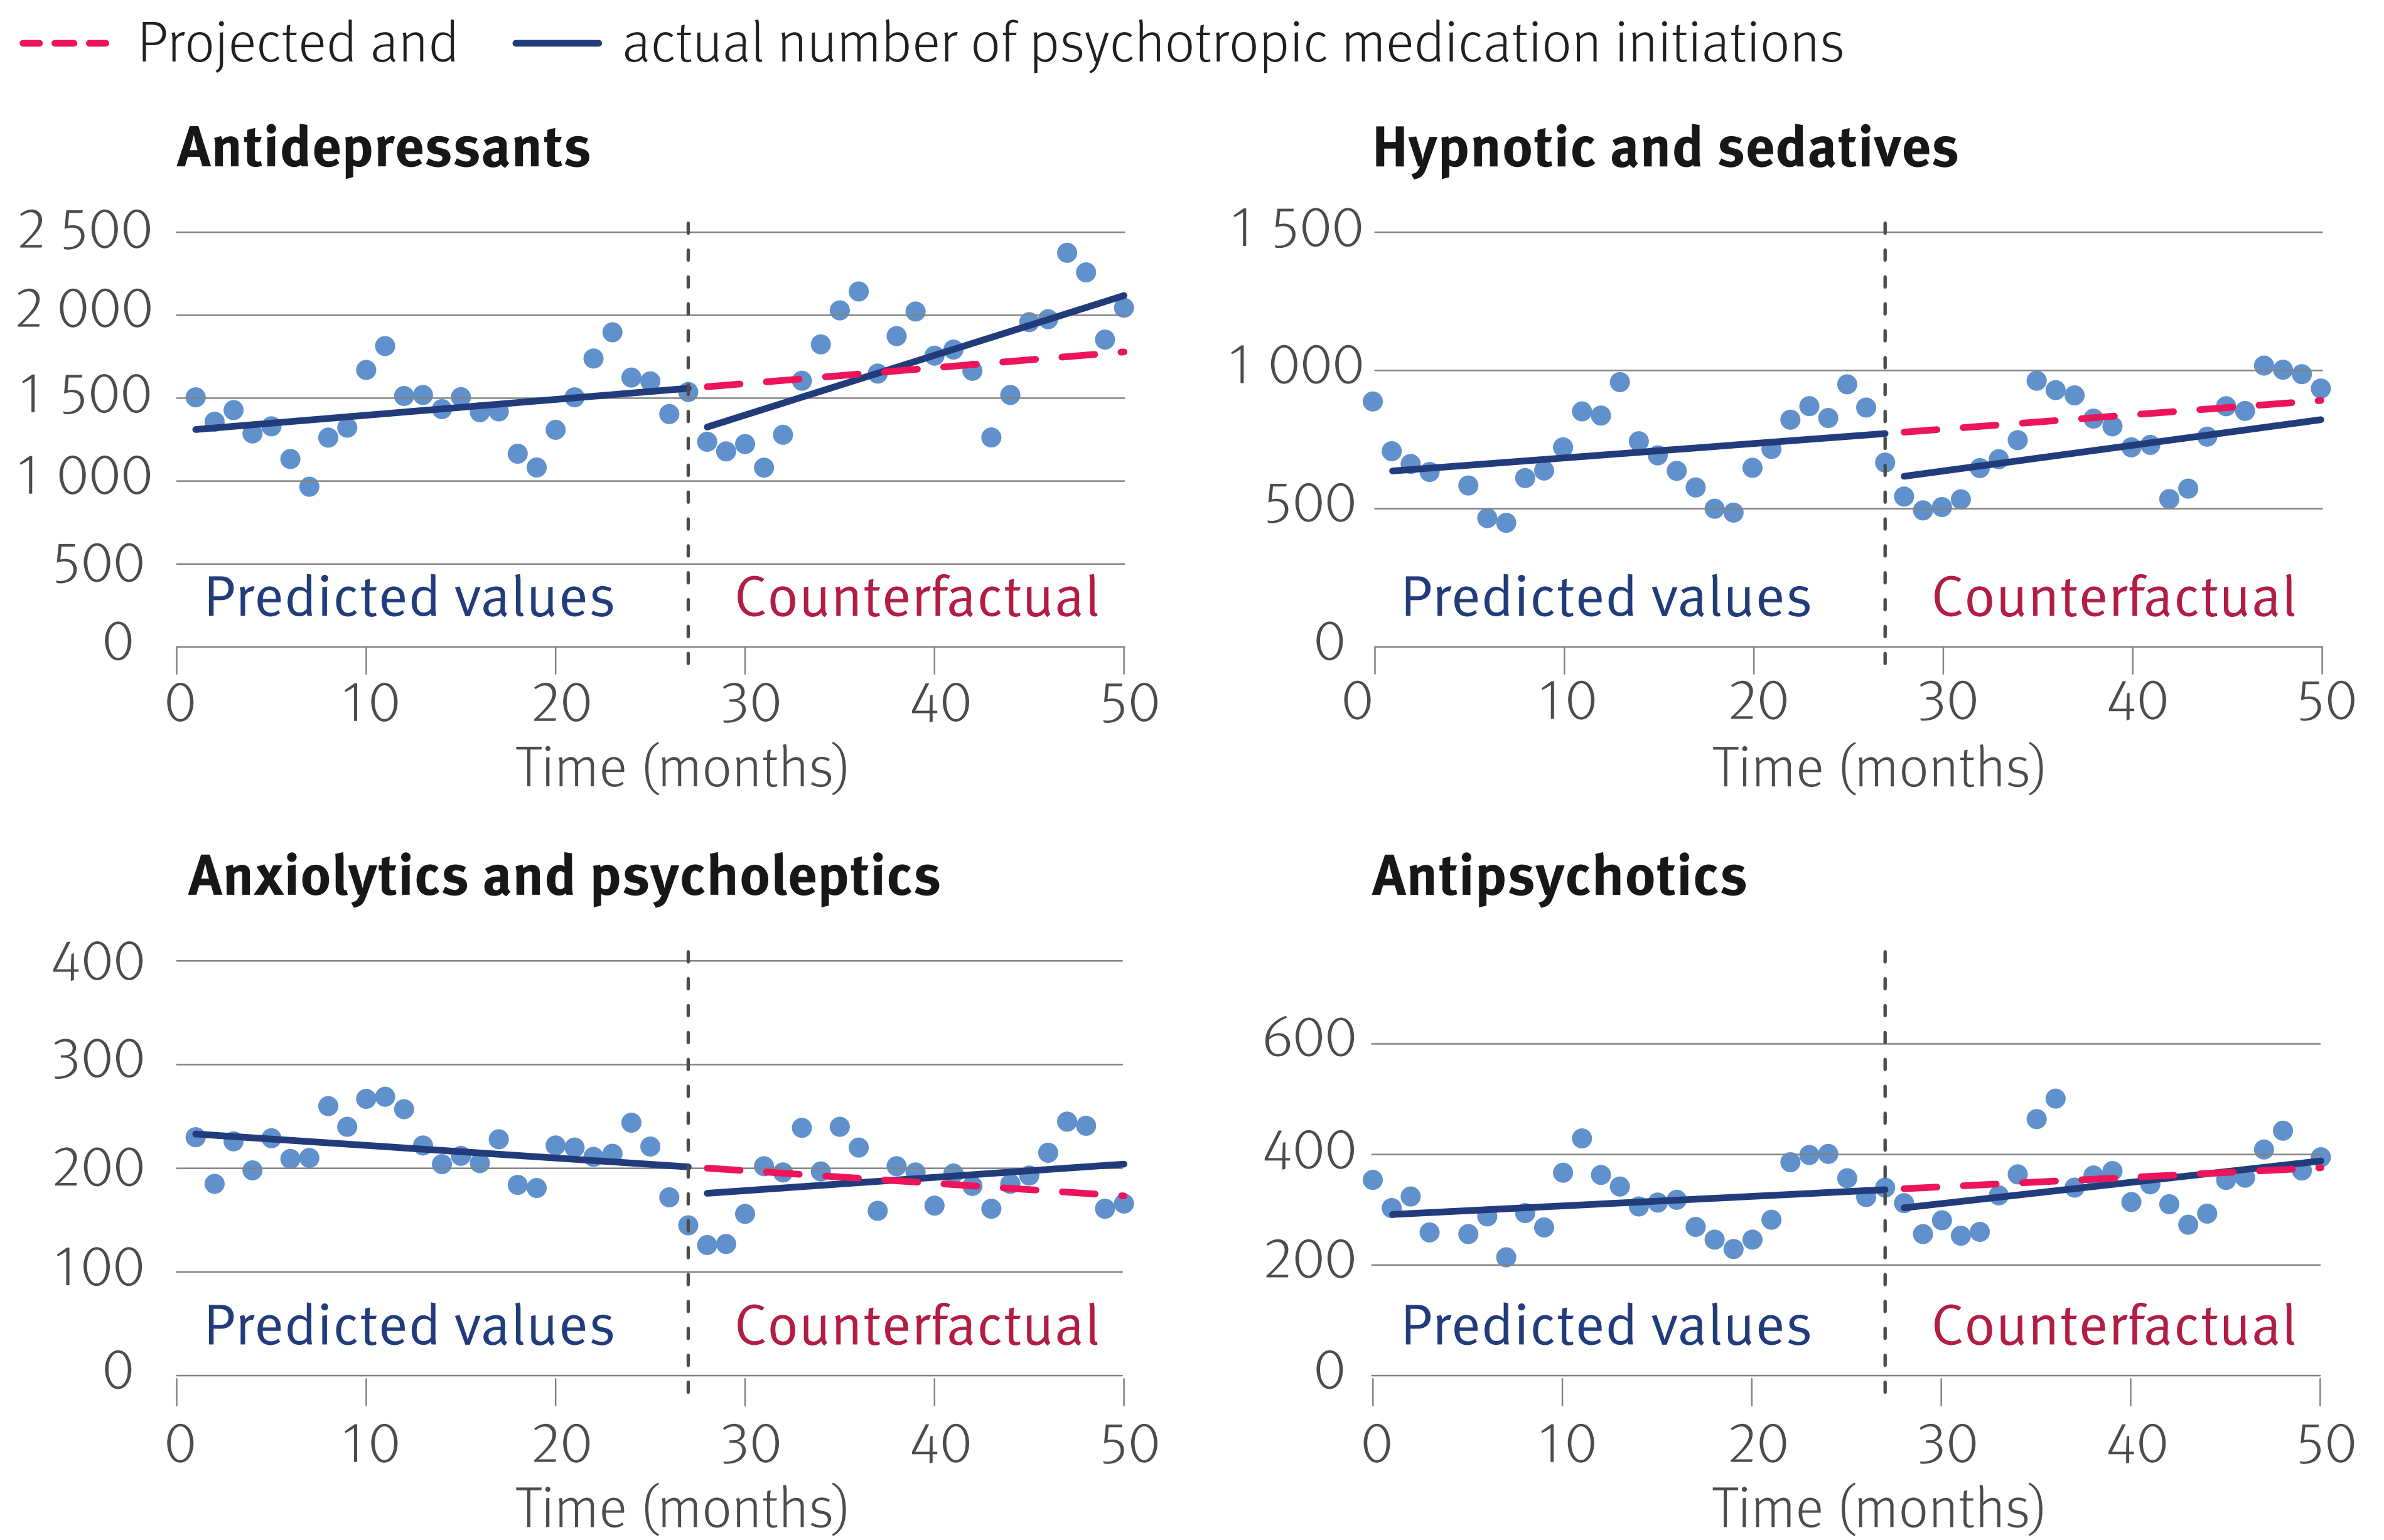 Projected and actual number of psychotropic medication initiations
Antidepressants
2 500
2 000
1 500
1 000
500
0
Predicted values
Counterfactual
0 10 20 30 40 50
Time (months)
Hypnotic and sedatives
1 500
1 000
500
0
Predicted values
Counterfactual
0 10 20 30 40 50
Time (months)
Anxiolytics and psycholeptics
400
300
200
100
0
Predicted values
Counterfactual
0 10 20 30 40 50
Time (months)
Antipsychotics
600
400
200
0
Predicted values
Counterfactual
0 10 20 30 40 50
Time (months)